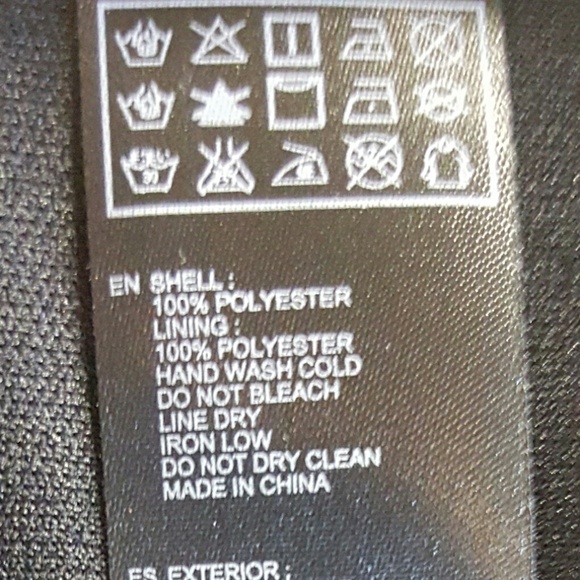 EN SHELL :
100% POLYESTER
LINING :
100% POLYESTER
HAND WASH COLD
DO NOT BLEACH
LINE DRY
IRON LOW
DO NOT DRY CLEAN
MADE IN CHINA
ES EXTERIOR :